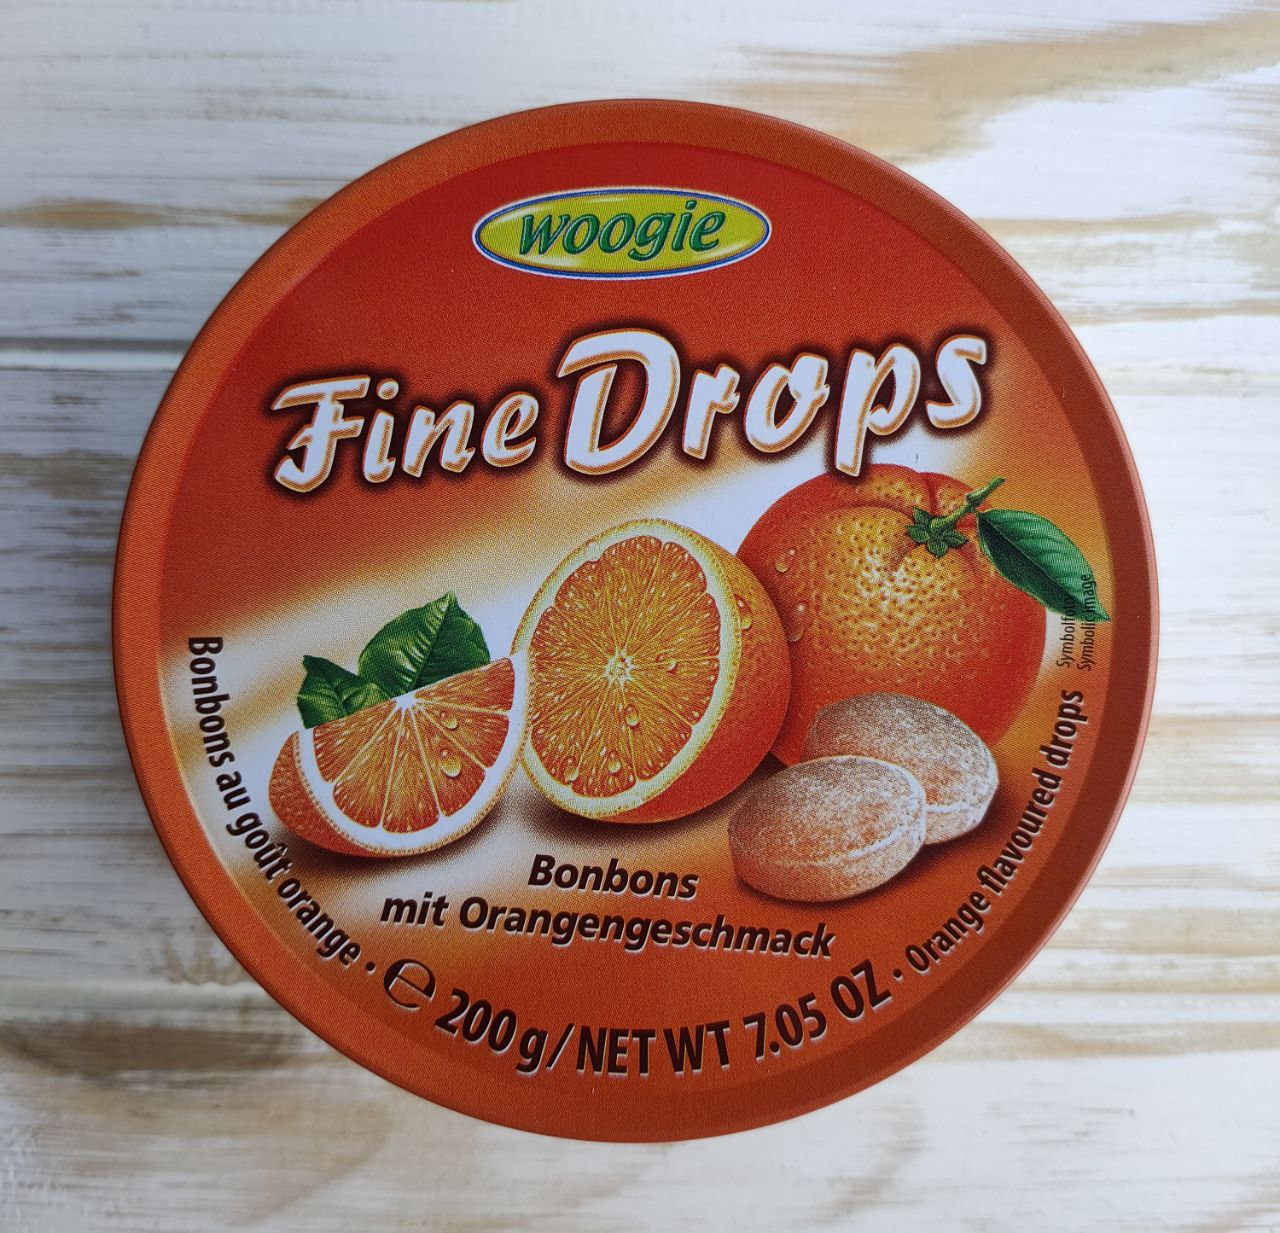 woogie
Fine Drops
Symbolfoto
Symbolic image
Bonbons
mit Orangengeschmack
Bonbons au goût orange · ℮ 200 g/NET WT 7.05 OZ · Orange flavoured drops